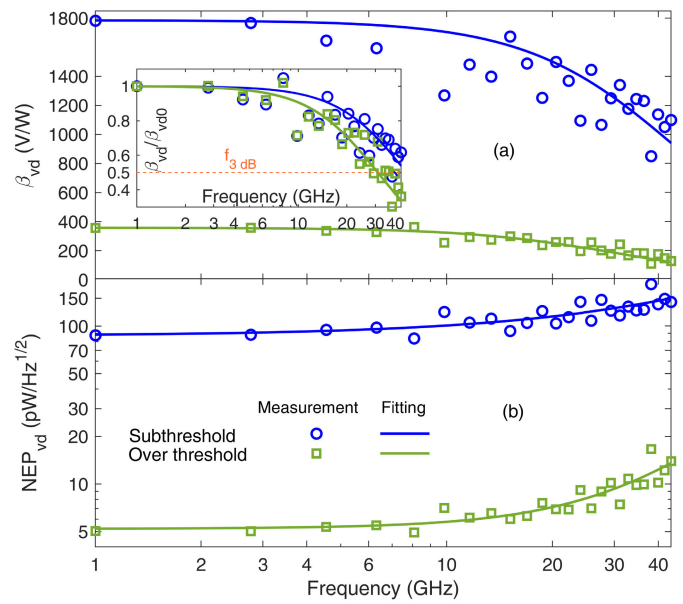 1800
1600
1400
1200
1000
800
600
400
200
0
β_vd (V/W)
1
0.8
0.6
0.5
0.4
β_vd/β_vd0
f_3 dB
Frequency (GHz)
1 2 3 4 6 10 20 30 40
(a)
150
100
70
50
30
20
10
5
NEP_vd (pW/Hz^1/2)
Measurement Fitting
Subthreshold
Over threshold
(b)
1 2 3 4 5 6 10 20 30 40
Frequency (GHz)